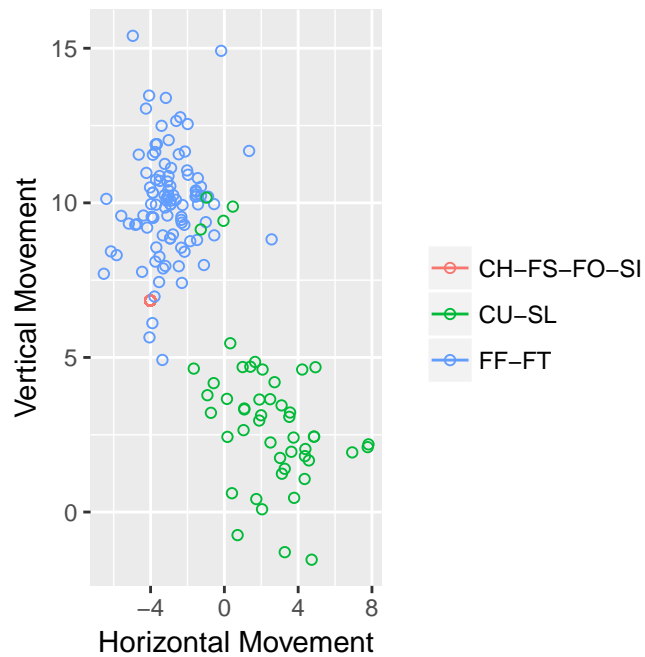 15
10
5
0
Vertical Movement
−4 0 4 8
Horizontal Movement
CH−FS−FO−SI
CU−SL
FF−FT